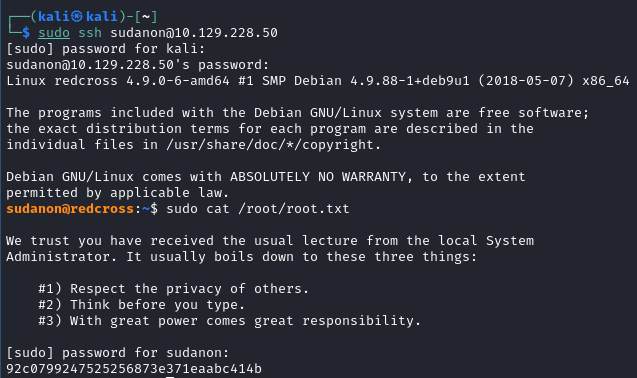 ┌──(kali㉿kali)-[~]
└─$ sudo ssh sudanon@10.129.228.50
[sudo] password for kali:
sudanon@10.129.228.50's password:
Linux redcross 4.9.0-6-amd64 #1 SMP Debian 4.9.88-1+deb9u1 (2018-05-07) x86_64
The programs included with the Debian GNU/Linux system are free software;
the exact distribution terms for each program are described in the
individual files in /usr/share/doc/*/copyright.
Debian GNU/Linux comes with ABSOLUTELY NO WARRANTY, to the extent
permitted by applicable law.
sudanon@redcross:~$ sudo cat /root/root.txt
We trust you have received the usual lecture from the local System
Administrator. It usually boils down to these three things:
#1) Respect the privacy of others.
#2) Think before you type.
#3) With great power comes great responsibility.
[sudo] password for sudanon:
92c0799247525256873e371eaabc414b